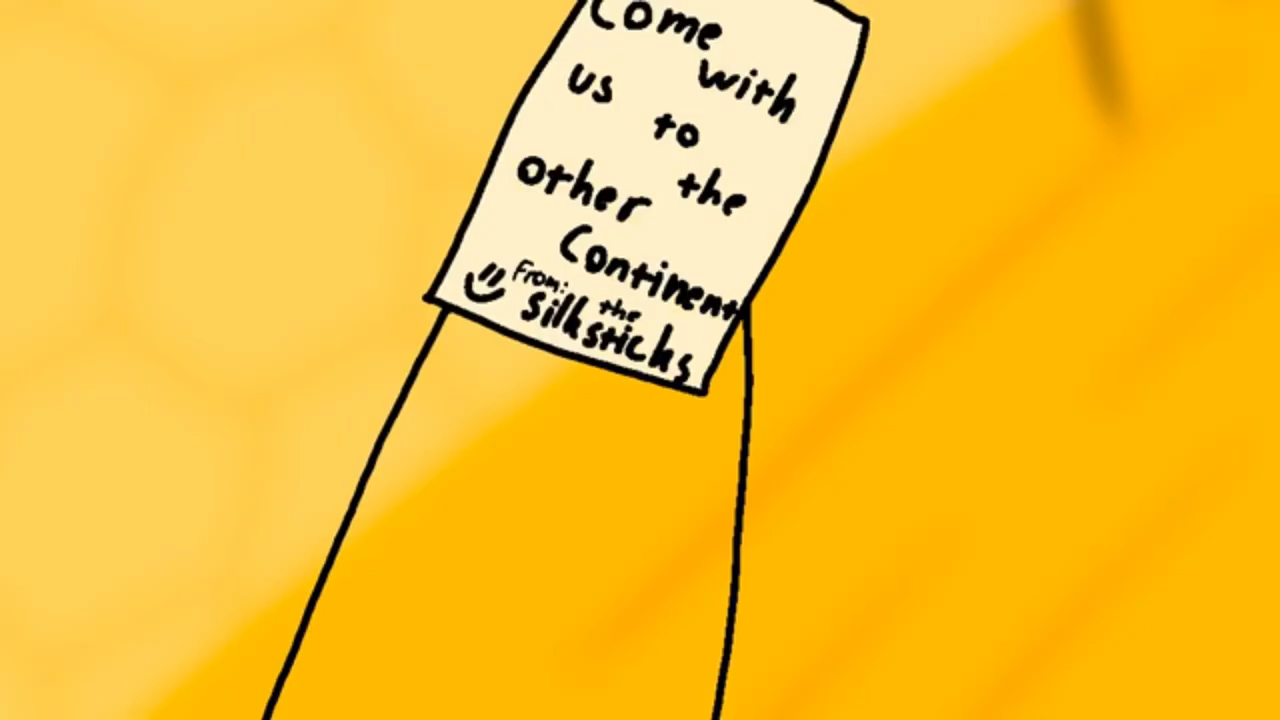 Come with
us to the
other
Continent
From: the
silksticks